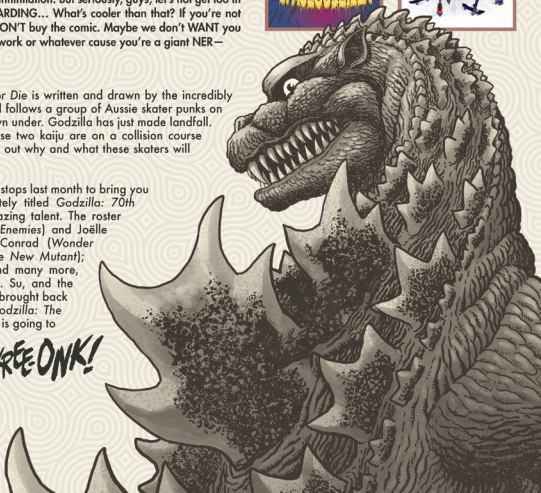 annihilation. But seriously, guys, let's not get too in
ARDING... What's cooler than that? If you're not
ON'T buy the comic. Maybe we don't WANT you
work or whatever cause you're a giant NER—
or Die is written and drawn by the incredibly
follows a group of Aussie skater punks on
wn under. Godzilla has just made landfall.
se two kaiju are on a collision course
out why and what these skaters will
stops last month to bring you
tely titled Godzilla: 70th
azing talent. The roster
Enemies) and Joëlle
Conrad (Wonder
e New Mutant);
nd many more,
. Su, and the
brought back
odzilla: The
is going to
REE-ONK!